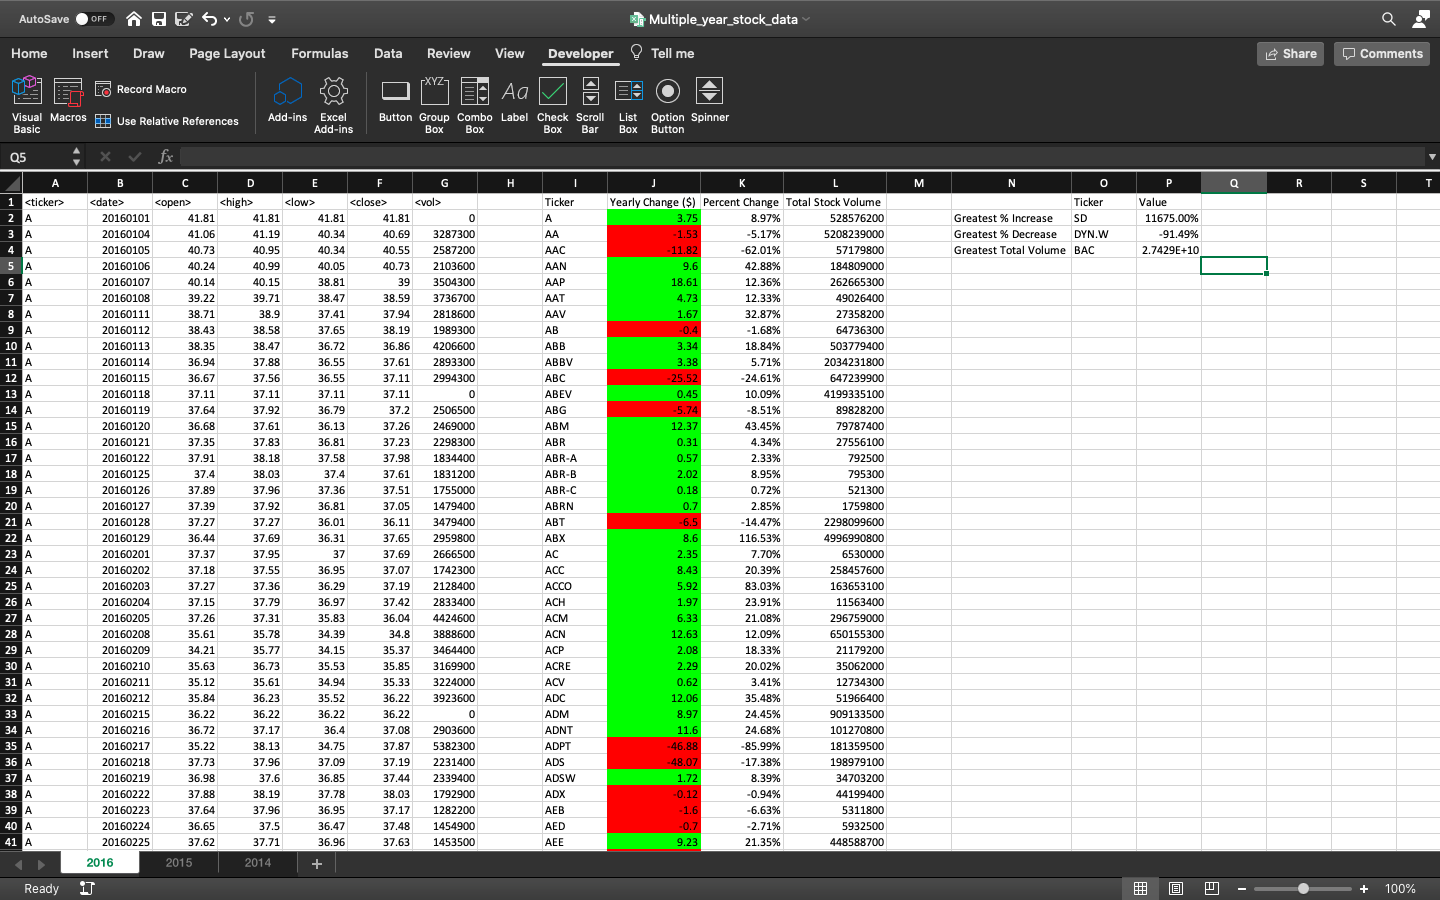 AutoSave OFF Multiple_year_stock_data
Home Insert Draw Page Layout Formulas Data Review View Developer Tell me Share Comments
Visual Basic Macros Record Macro Use Relative References Add-ins Excel Add-ins Button Group Box Combo Box Label Check Box Scroll Bar List Box Option Button Spinner
XYZ Aa
Q5 fx
A B C D E F G H I J K L M N O P Q R S T
1 <ticker> <date> <open> <high> <low> <close> <vol> Ticker Yearly Change ($) Percent Change Total Stock Volume Ticker Value
2 A 20160101 41.81 41.81 41.81 41.81 0 A 3.75 8.97% 528576200 Greatest % Increase SD 11675.00%
3 A 20160104 41.06 41.19 40.34 40.69 3287300 AA -1.53 -5.17% 5208239000 Greatest % Decrease DYN.W -91.49%
4 A 20160105 40.73 40.95 40.34 40.55 2587200 AAC -11.82 -62.01% 57179800 Greatest Total Volume BAC 2.7429E+10
5 A 20160106 40.24 40.99 40.05 40.73 2103600 AAN 9.6 42.88% 184809000
6 A 20160107 40.14 40.15 38.81 39 3504300 AAP 18.61 12.36% 262665300
7 A 20160108 39.22 39.71 38.47 38.59 3736700 AAT 4.73 12.33% 49026400
8 A 20160111 38.71 38.9 37.41 37.94 2818600 AAV 1.67 32.87% 27358200
9 A 20160112 38.43 38.58 37.65 38.19 1989300 AB -0.4 -1.68% 64736300
10 A 20160113 38.35 38.47 36.72 36.86 4206600 ABB 3.34 18.84% 503779400
11 A 20160114 36.94 37.88 36.55 37.61 2893300 ABBV 3.38 5.71% 2034231800
12 A 20160115 36.67 37.56 36.55 37.11 2994300 ABC -25.52 -24.61% 647239900
13 A 20160118 37.11 37.11 37.11 37.11 0 ABEV 0.45 10.09% 4199335100
14 A 20160119 37.64 37.92 36.79 37.2 2506500 ABG -5.74 -8.51% 89828200
15 A 20160120 36.68 37.61 36.13 37.26 2469000 ABM 12.37 43.45% 79787400
16 A 20160121 37.35 37.83 36.81 37.23 2298300 ABR 0.31 4.34% 27556100
17 A 20160122 37.91 38.18 37.58 37.98 1834400 ABR-A 0.57 2.33% 792500
18 A 20160125 37.4 38.03 37.4 37.61 1831200 ABR-B 2.02 8.95% 795300
19 A 20160126 37.89 37.96 37.36 37.51 1755000 ABR-C 0.18 0.72% 521300
20 A 20160127 37.39 37.92 36.81 37.05 1479400 ABRN 0.7 2.85% 1759800
21 A 20160128 37.27 37.27 36.01 36.11 3479400 ABT -6.5 -14.47% 2298099600
22 A 20160129 36.44 37.69 36.31 37.65 2959800 ABX 8.6 116.53% 4996990800
23 A 20160201 37.37 37.95 37 37.69 2666500 AC 2.35 7.70% 6530000
24 A 20160202 37.18 37.55 36.95 37.07 1742300 ACC 8.43 20.39% 258457600
25 A 20160203 37.27 37.36 36.29 37.19 2128400 ACCO 5.92 83.03% 163653100
26 A 20160204 37.15 37.79 36.97 37.42 2833400 ACH 1.97 23.91% 11563400
27 A 20160205 37.26 37.31 35.83 36.04 4424600 ACM 6.33 21.08% 296759000
28 A 20160208 35.61 35.78 34.39 34.8 3888600 ACN 12.63 12.09% 650155300
29 A 20160209 34.21 35.77 34.15 35.37 3464400 ACP 2.08 18.33% 21179200
30 A 20160210 35.63 36.73 35.53 35.85 3169900 ACRE 2.29 20.02% 35062000
31 A 20160211 35.12 35.61 34.94 35.33 3224000 ACV 0.62 3.41% 12734300
32 A 20160212 35.84 36.23 35.52 36.22 3923600 ADC 12.06 35.48% 51966400
33 A 20160215 36.22 36.22 36.22 36.22 0 ADM 8.97 24.45% 909133500
34 A 20160216 36.72 37.17 36.4 37.08 2903600 ADNT 11.6 24.68% 101270800
35 A 20160217 35.22 38.13 34.75 37.87 5382300 ADPT -46.88 -85.99% 181359500
36 A 20160218 37.73 37.96 37.09 37.19 2231400 ADS -48.07 -17.38% 198979100
37 A 20160219 36.98 37.6 36.85 37.44 2339400 ADSW 1.72 8.39% 34703200
38 A 20160222 37.88 38.19 37.78 38.03 1792900 ADX -0.12 -0.94% 44199400
39 A 20160223 37.64 37.96 36.95 37.17 1282200 AEB -1.6 -6.63% 5311800
40 A 20160224 36.65 37.5 36.47 37.48 1454900 AED -0.7 -2.71% 5932500
41 A 20160225 37.62 37.71 36.96 37.63 1453500 AEE 9.23 21.35% 448588700
2016 2015 2014 +
Ready 100%